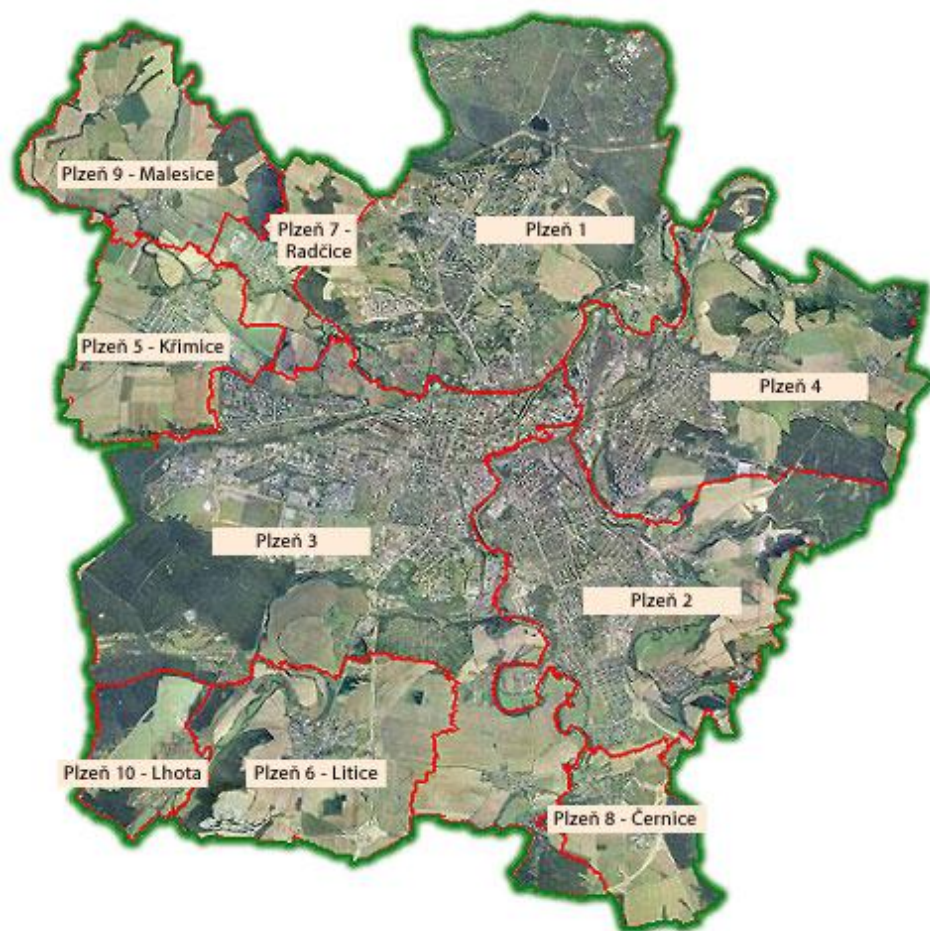 Plzeň 9 - Malesice
Plzeň 7 -
Radčice
Plzeň 1
Plzeň 5 - Křimice
Plzeň 4
Plzeň 3
Plzeň 2
Plzeň 10 - Lhota
Plzeň 6 - Litice
Plzeň 8 - Černice